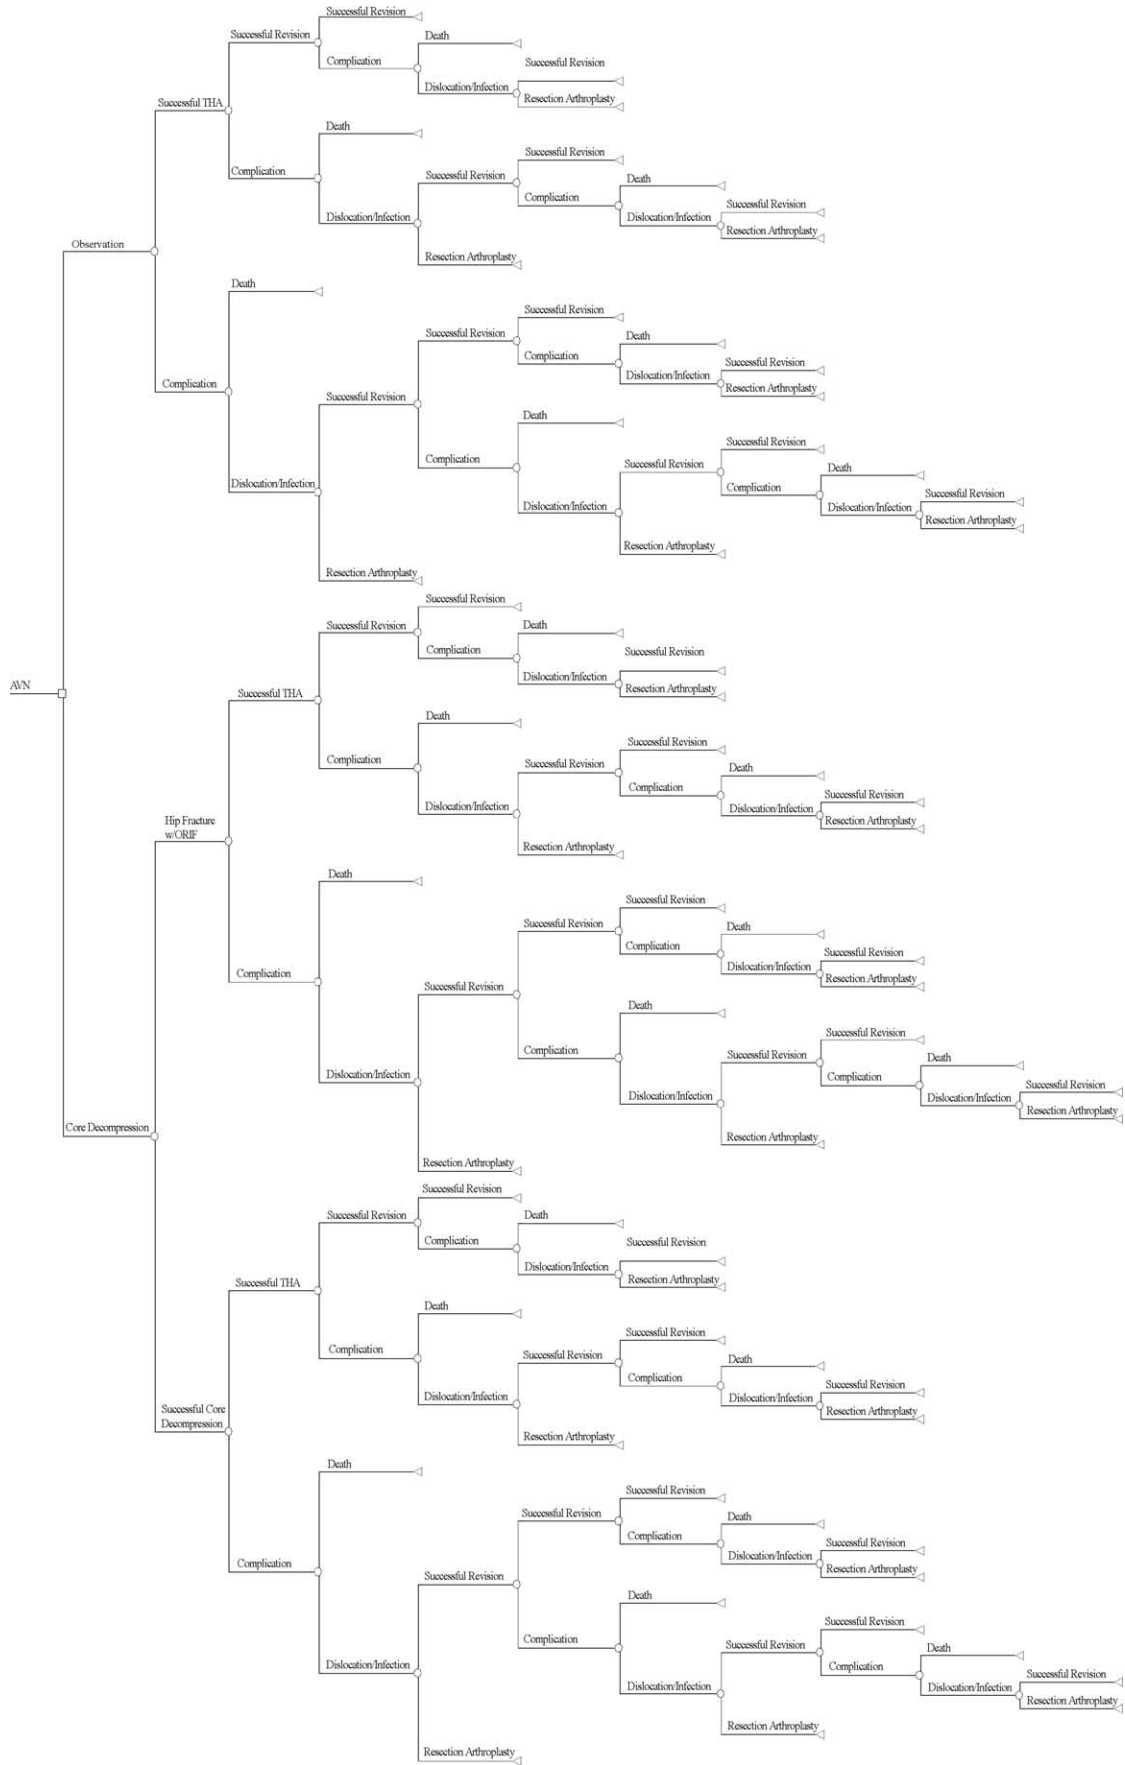 Successful Revision
Successful Revision
Death
Complication
Successful Revision
Dislocation/Infection
Resection Arthroplasty
Successful THA
Death
Successful Revision
Complication
Successful Revision
Death
Complication
Successful Revision
Dislocation/Infection
Dislocation/Infection
Resection Arthroplasty
Observation
Resection Arthroplasty
Death
Successful Revision
Successful Revision
Death
Complication
Successful Revision
Dislocation/Infection
Complication
Resection Arthroplasty
Successful Revision
Death
Successful Revision
Complication
Successful Revision
Death
Dislocation/Infection
Complication
Successful Revision
Dislocation/Infection
Dislocation/Infection
Resection Arthroplasty
Resection Arthroplasty
Resection Arthroplasty
Successful Revision
Successful Revision
Death
Complication
Successful Revision
Dislocation/Infection
AVN
Resection Arthroplasty
Successful THA
Death
Successful Revision
Complication
Successful Revision
Death
Complication
Successful Revision
Dislocation/Infection
Dislocation/Infection
Hip Fracture
w/ORIF
Resection Arthroplasty
Resection Arthroplasty
Death
Successful Revision
Successful Revision
Death
Complication
Successful Revision
Dislocation/Infection
Complication
Resection Arthroplasty
Successful Revision
Death
Successful Revision
Complication
Successful Revision
Death
Dislocation/Infection
Complication
Successful Revision
Dislocation/Infection
Dislocation/Infection
Resection Arthroplasty
Core Decompression
Resection Arthroplasty
Resection Arthroplasty
Successful Revision
Successful Revision
Death
Complication
Successful Revision
Dislocation/Infection
Resection Arthroplasty
Successful THA
Death
Successful Revision
Complication
Successful Revision
Death
Complication
Successful Revision
Dislocation/Infection
Dislocation/Infection
Resection Arthroplasty
Successful Core
Decompression
Resection Arthroplasty
Death
Successful Revision
Successful Revision
Death
Complication
Successful Revision
Dislocation/Infection
Complication
Resection Arthroplasty
Successful Revision
Death
Successful Revision
Complication
Successful Revision
Death
Dislocation/Infection
Complication
Successful Revision
Dislocation/Infection
Dislocation/Infection
Resection Arthroplasty
Resection Arthroplasty
Resection Arthroplasty